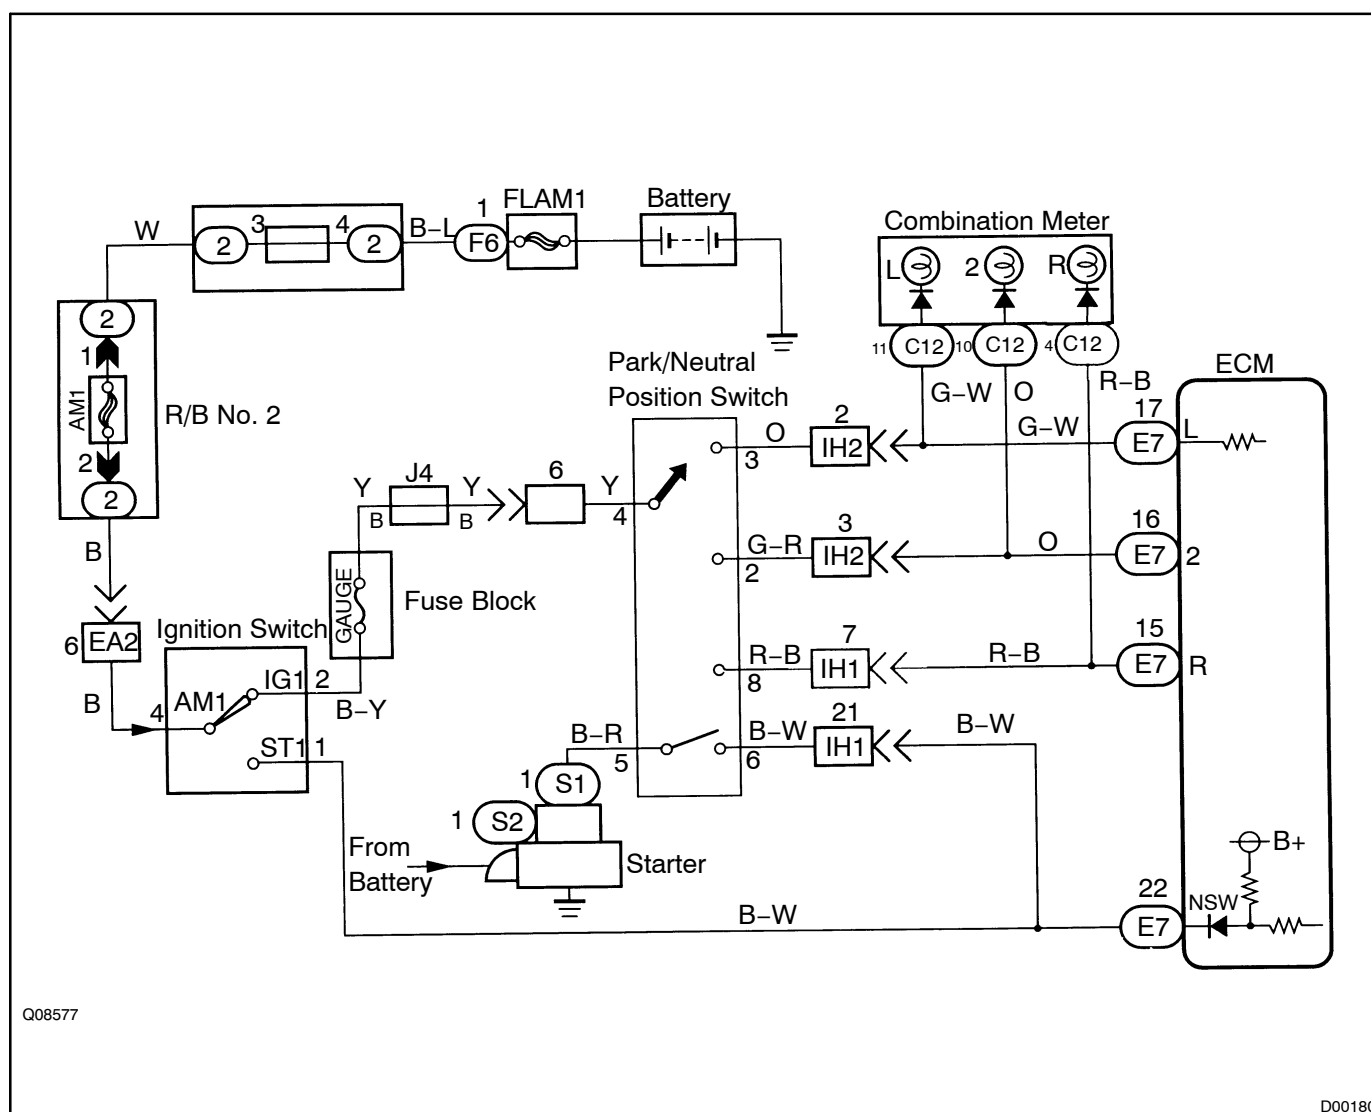 FLAM1
Battery
1
W
3
4
B–L
2
2
F6
Combination Meter
L
2
R
2
11
C12
10
C12
4
C12
1
AM1
R/B No. 2
2
2
Park/Neutral
Position Switch
G–W
O
R–B
ECM
O
3
2
IH2
G–W
17
E7
L
J4
Y
Y
B
B
6
Y
4
G–R
2
3
IH2
O
16
E7
2
B
GAUGE
Fuse Block
6
EA2
Ignition Switch
R–B
8
7
IH1
R–B
15
E7
R
B
4
AM1
IG1
2
B–Y
ST1
1
B–R
5
B–W
6
21
IH1
B–W
1
S1
1
S2
From
Battery
Starter
B+
B–W
22
E7
NSW
Q08577